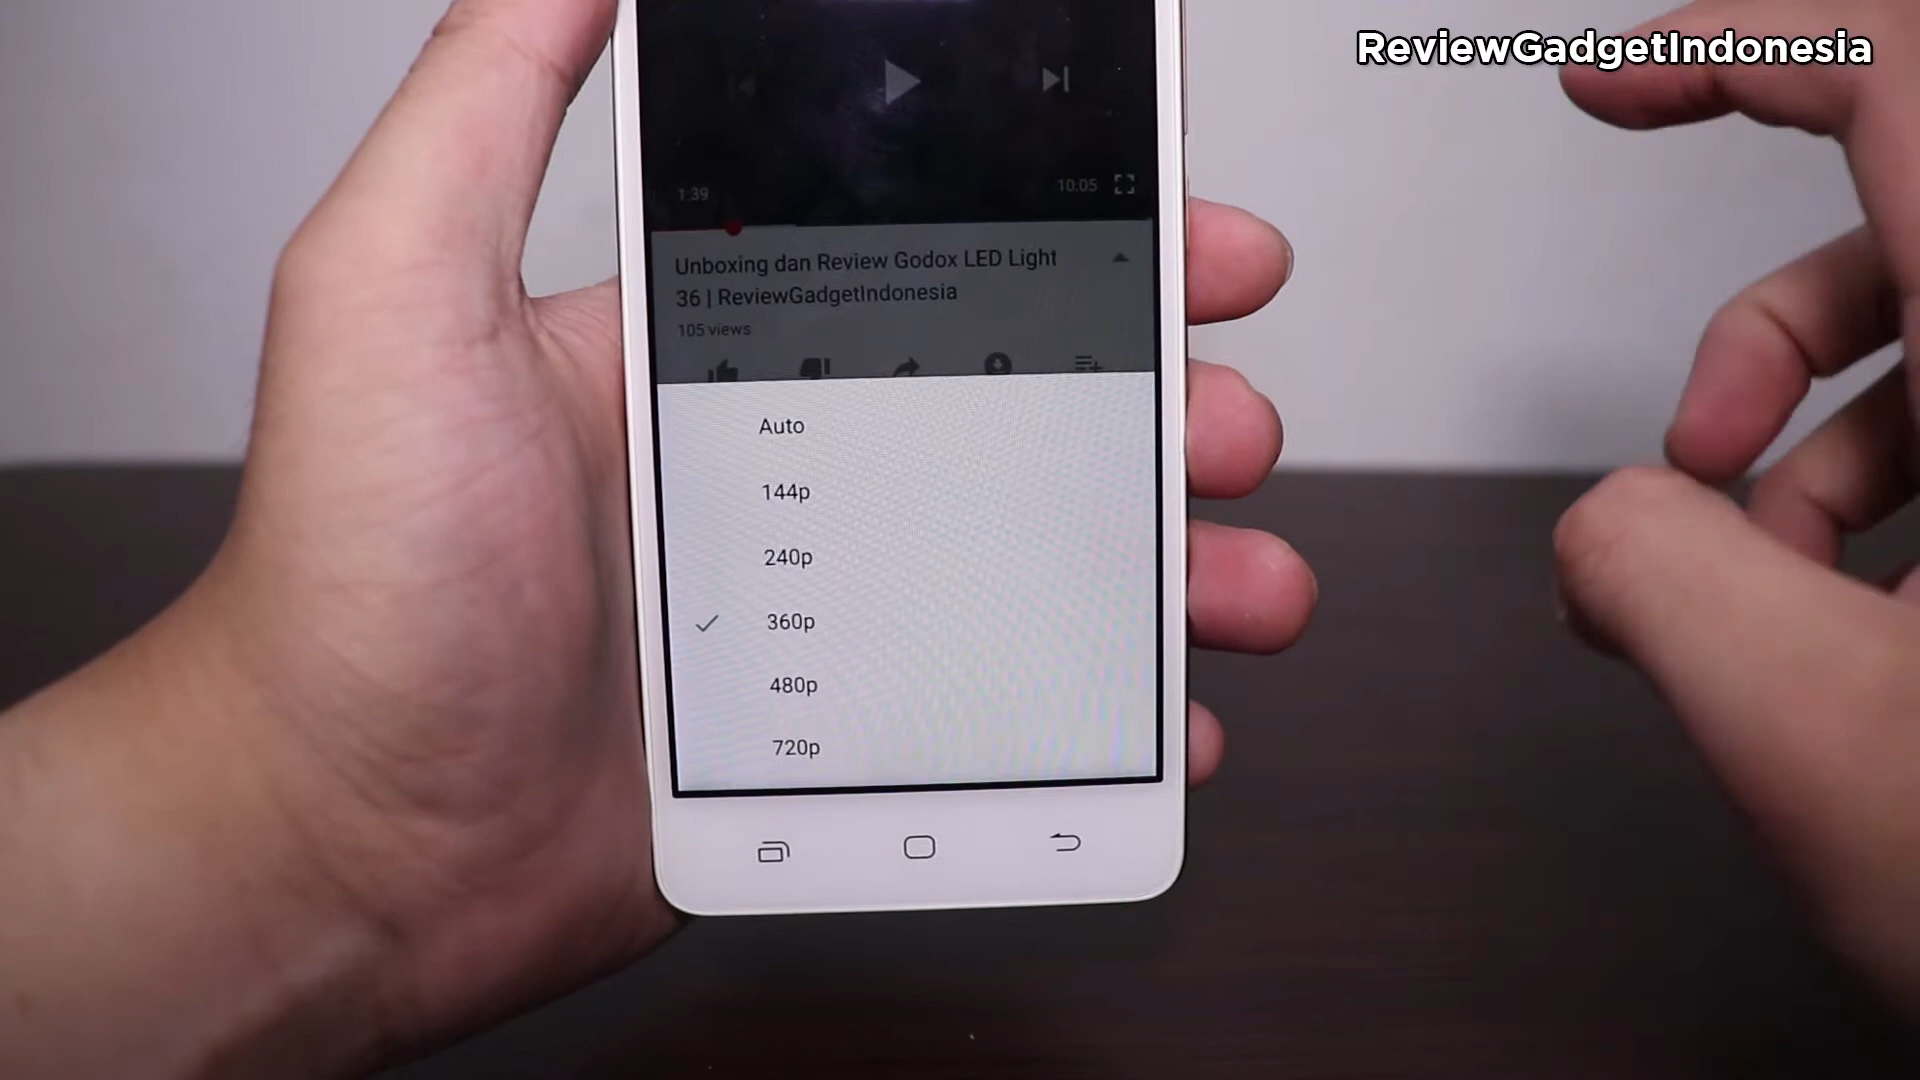 ReviewGadgetIndonesia
1:39
10:05
Unboxing dan Review Godox LED Light
36 | ReviewGadgetIndonesia
105 views
Auto
144p
240p
360p
480p
720p